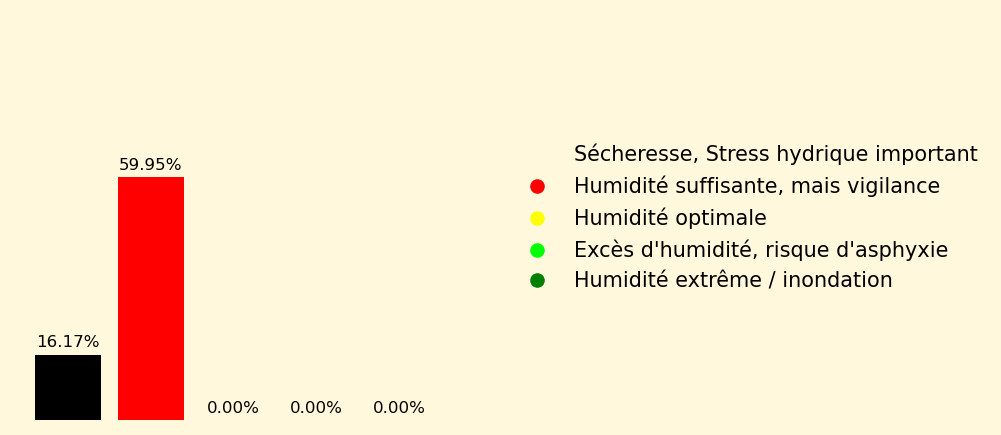 59.95%
16.17%
0.00%
0.00%
0.00%
Sécheresse, Stress hydrique important
Humidité suffisante, mais vigilance
Humidité optimale
Excès d'humidité, risque d'asphyxie
Humidité extrême / inondation